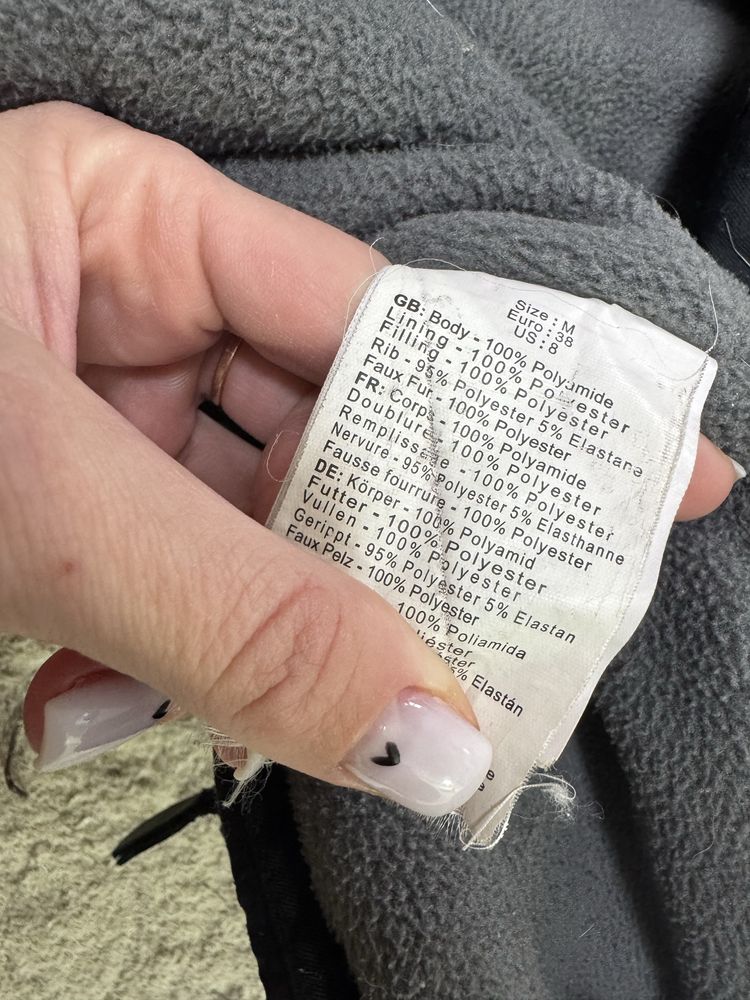 Size : M
Euro : 38
US : 8
GB: Body - 100% Polyamide
Lining - 100% Polyester
Filling - 100% Polyester
Rib - 95% Polyester 5% Elastane
Faux Fur - 100% Polyester
FR: Corps - 100% Polyamide
Doublure - 100% Polyester
Remplissage - 100% Polyester
Nervure - 95% Polyester 5% Elasthanne
Fausse fourrure - 100% Polyester
DE: Körper - 100% Polyamid
Futter - 100% Polyester
Vullen - 100% Polyester
Gerippt - 95% Polyester 5% Elastan
Faux Pelz - 100% Polyester
- 100% Poliamida
5% Elastán